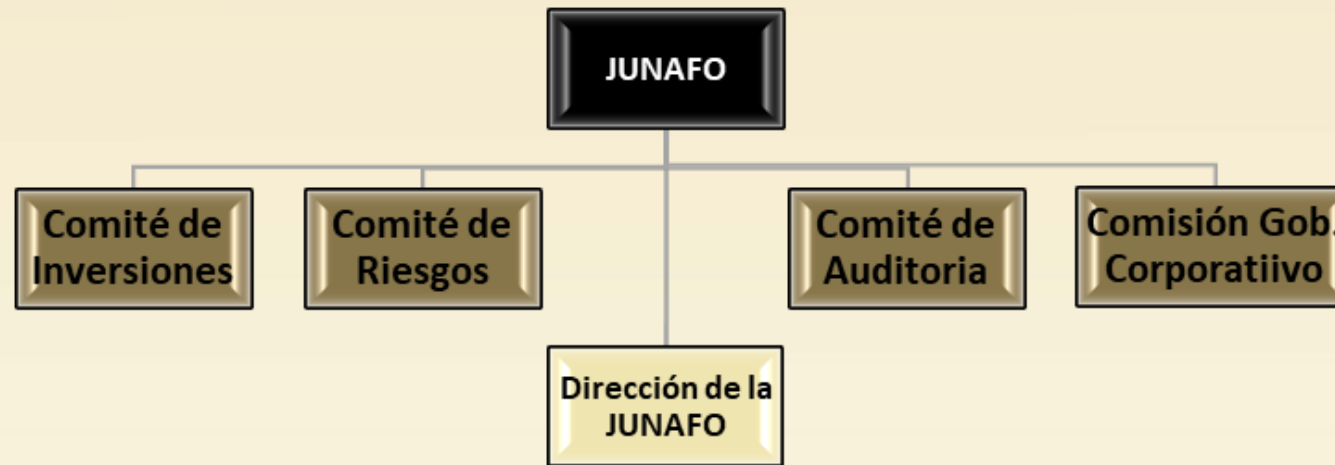 JUNAFO
Comité de
Inversiones
Comité de
Riesgos
Comité de
Auditoria
Comisión Gob.
Corporatiivo
Dirección de la
JUNAFO